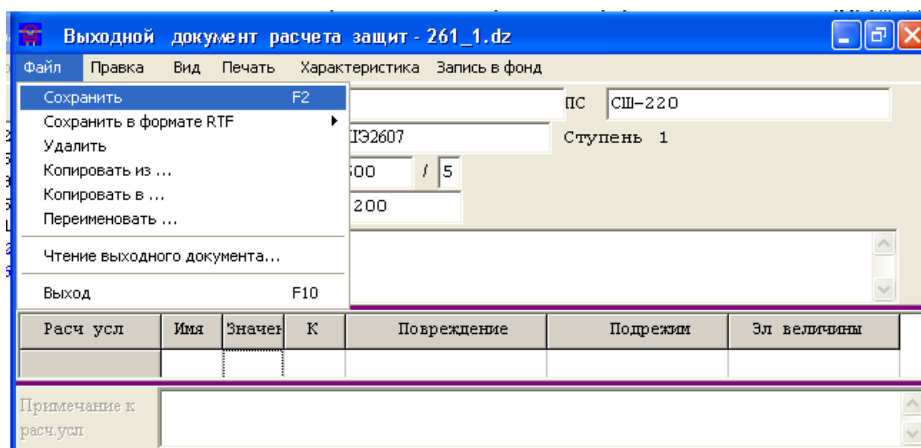 Выходной документ расчета защит - 261_1.dz
Файл Правка Вид Печать Характеристика Запись в фонд
Сохранить F2
Сохранить в формате RTF
Удалить
Копировать из ...
Копировать в ...
Переименовать ...
Чтение выходного документа...
Выход F10
ПС СШ-220
2607 Ступень 1
00 / 5
200
Расч усл Имя Значен К Повреждение Подрежим Эл величины
Примечание к
расч.усл